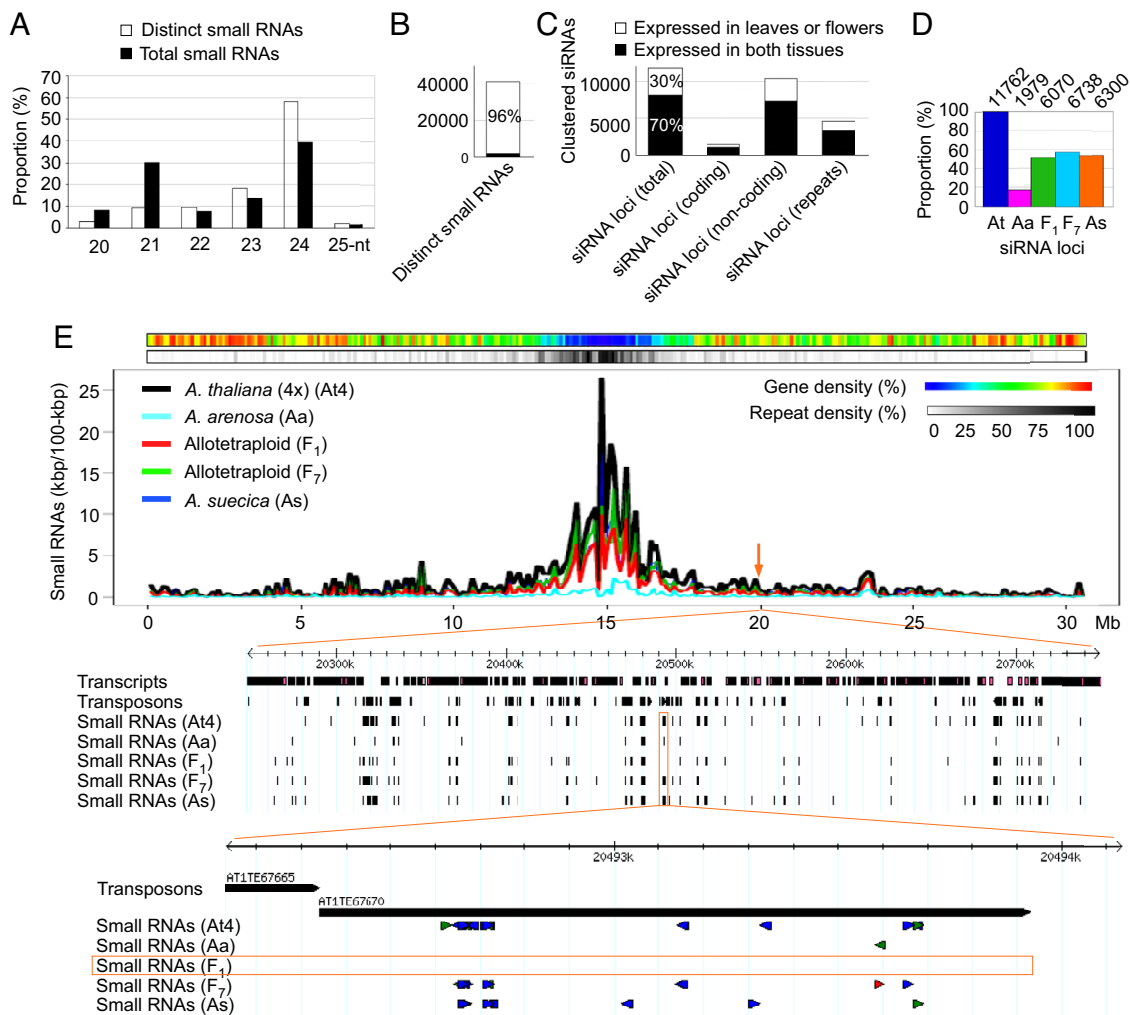 A
Distinct small RNAs
Total small RNAs
Proportion (%)
70
60
50
40
30
20
10
0
20 21 22 23 24 25-nt
B
40000
20000
0
96%
Distinct small RNAs
C
Expressed in leaves or flowers
Expressed in both tissues
Clustered siRNAs
10000
5000
0
30%
70%
siRNA loci (total)
siRNA loci (coding)
siRNA loci (non-coding)
siRNA loci (repeats)
D
11762 1979 6070 6738 6300
Proportion (%)
100
80
60
40
20
0
At Aa F1 F7 As
siRNA loci
E
Small RNAs (kbp/100-kbp)
25
20
15
10
5
0
A. thaliana (4x) (At4)
A. arenosa (Aa)
Allotetraploid (F1)
Allotetraploid (F7)
A. suecica (As)
Gene density (%)
Repeat density (%)
0 25 50 75 100
0 5 10 15 20 25 30 Mb
20300k 20400k 20500k 20600k 20700k
Transcripts
Transposons
Small RNAs (At4)
Small RNAs (Aa)
Small RNAs (F1)
Small RNAs (F7)
Small RNAs (As)
20493k 20494k
AT1TE67665
Transposons
AT1TE67670
Small RNAs (At4)
Small RNAs (Aa)
Small RNAs (F1)
Small RNAs (F7)
Small RNAs (As)